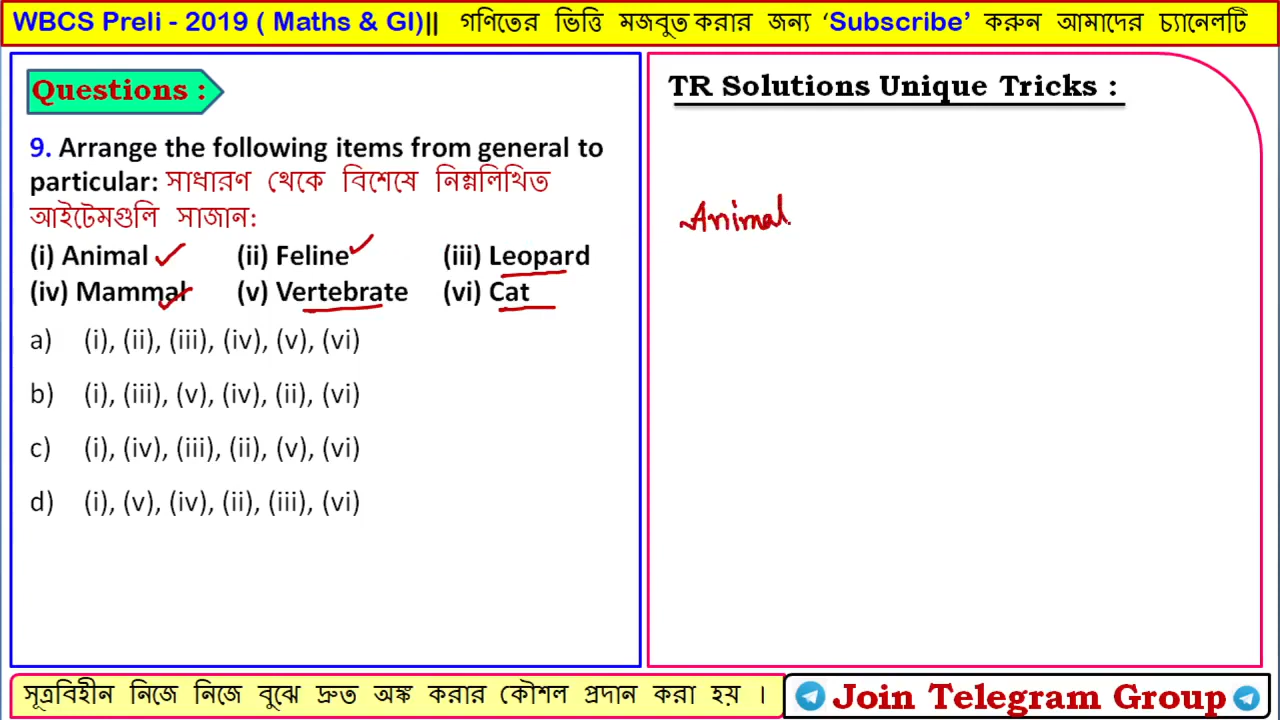 WBCS Preli - 2019 ( Maths & GI)|| গণিতের ভিত্তি মজবুত করার জন্য ‘Subscribe’ করুন আমাদের চ্যানেলটি
Questions :
9. Arrange the following items from general to
particular: সাধারণ থেকে বিশেষে নিম্নলিখিত
আইটেমগুলি সাজান:
(i) Animal (ii) Feline (iii) Leopard
(iv) Mammal (v) Vertebrate (vi) Cat
a) (i), (ii), (iii), (iv), (v), (vi)
b) (i), (iii), (v), (iv), (ii), (vi)
c) (i), (iv), (iii), (ii), (v), (vi)
d) (i), (v), (iv), (ii), (iii), (vi)
TR Solutions Unique Tricks :
Animal
সূত্রবিহীন নিজে নিজে বুঝে দ্রুত অঙ্ক করার কৌশল প্রদান করা হয় ।
Join Telegram Group